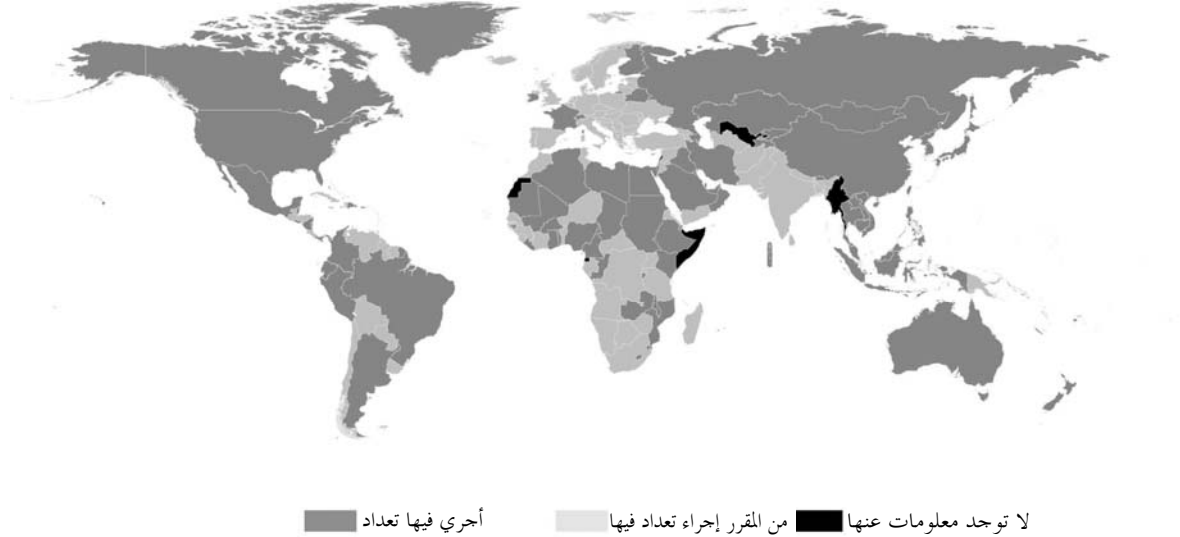 لا توجد معلومات عنها من المقرر إجراء تعداد فيها أجري فيها تعداد